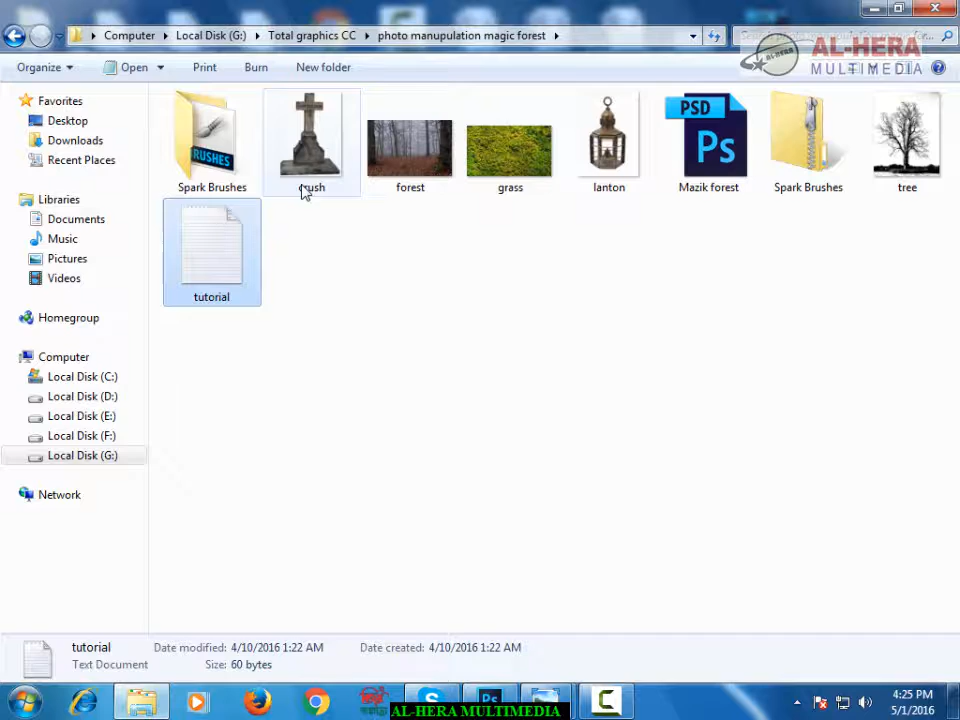 Computer Local Disk (G:) Total graphics CC photo manupulation magic forest
AL-HERA
MULTIMEDIA
Organize Open Print Burn New folder
Favorites
Desktop
Downloads
Recent Places
Libraries
Documents
Music
Pictures
Videos
Homegroup
Computer
Local Disk (C:)
Local Disk (D:)
Local Disk (E:)
Local Disk (F:)
Local Disk (G:)
Network
BRUSHES
PSD
Ps
Spark Brushes forest grass lanton Mazik forest Spark Brushes tree
tutorial
tutorial Date modified: 4/10/2016 1:22 AM Date created: 4/10/2016 1:22 AM
Text Document Size: 60 bytes
AL-HERA MULTIMEDIA
4:25 PM
5/1/2016